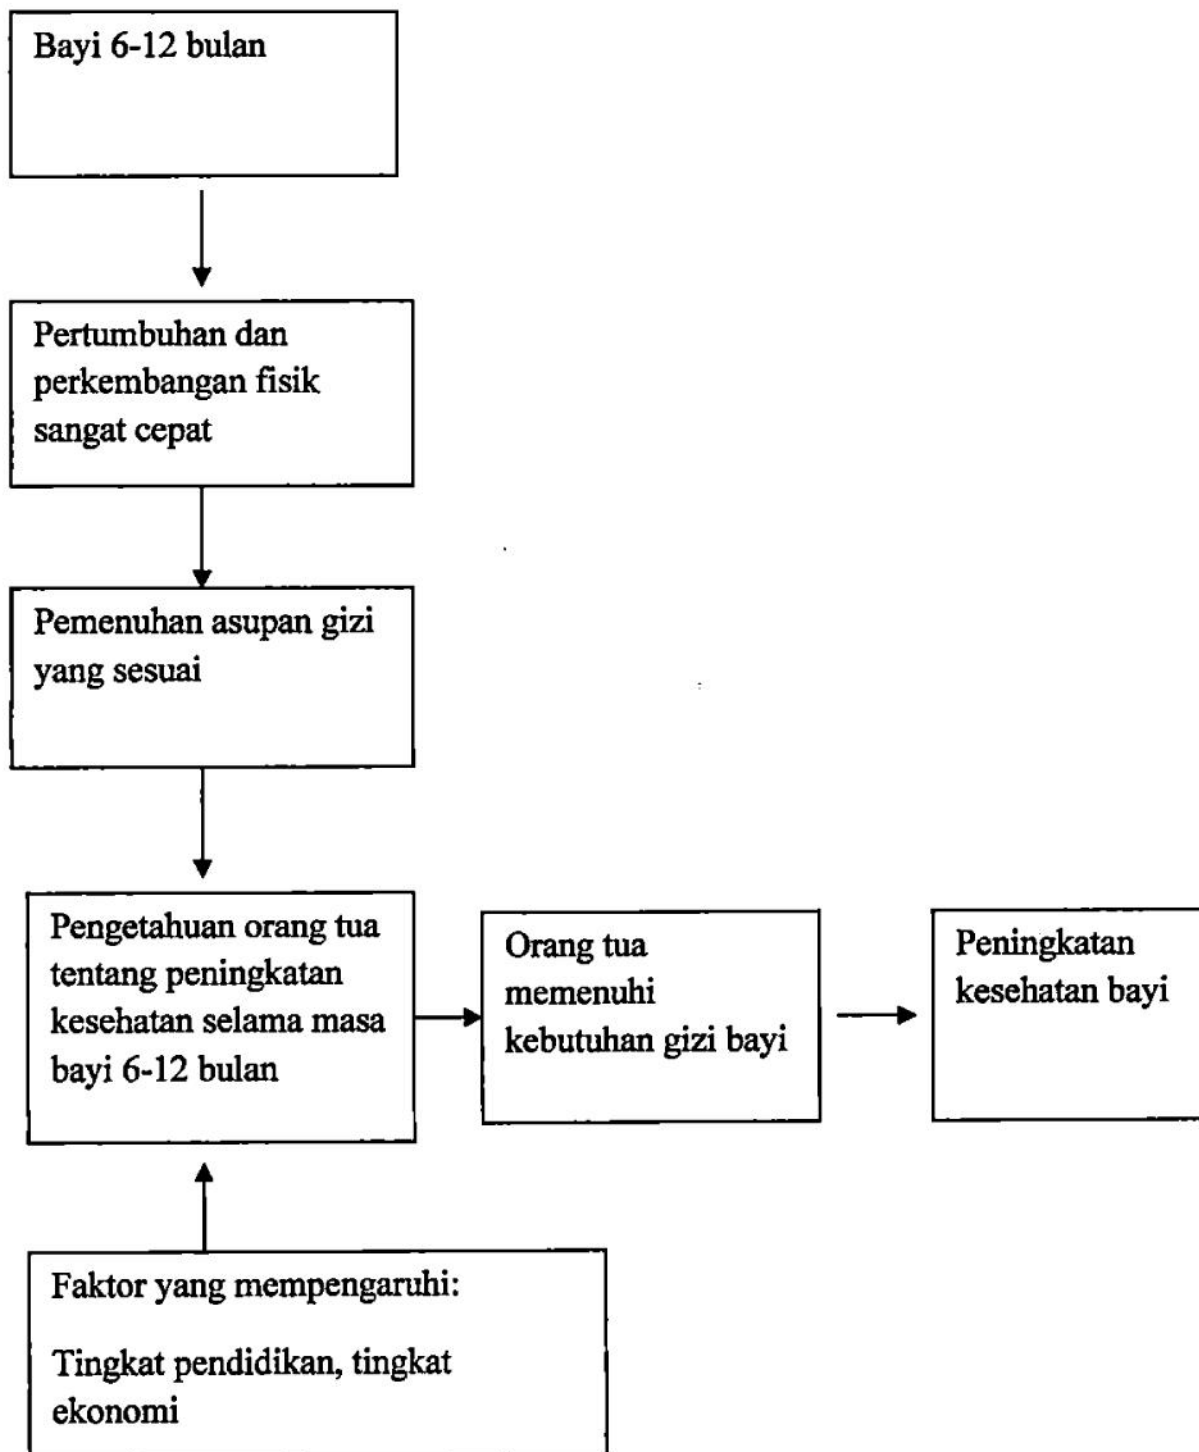 Bayi 6-12 bulan
Pertumbuhan dan
perkembangan fisik
sangat cepat
Pemenuhan asupan gizi
yang sesuai
Pengetahuan orang tua
tentang peningkatan
kesehatan selama masa
bayi 6-12 bulan
Orang tua
memenuhi
kebutuhan gizi bayi
Peningkatan
kesehatan bayi
Faktor yang mempengaruhi:
Tingkat pendidikan, tingkat
ekonomi